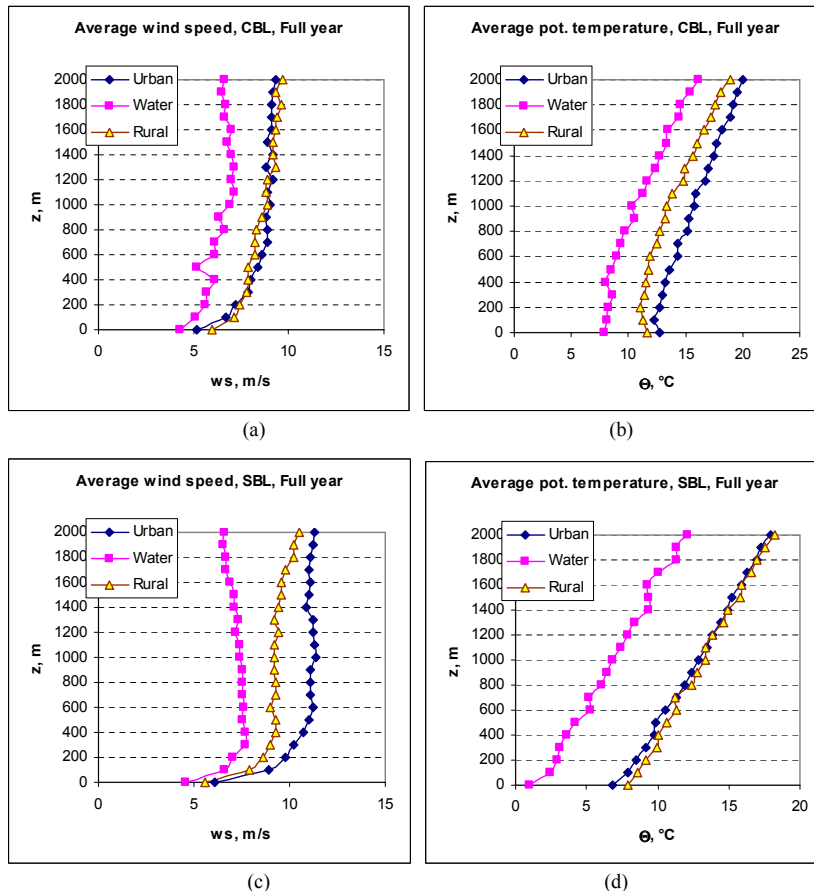 Average wind speed, CBL, Full year
2000
1800
1600
1400
1200
1000
800
600
400
200
0
z, m
Urban
Water
Rural
0 5 10 15
ws, m/s
(a)
Average pot. temperature, CBL, Full year
2000
1800
1600
1400
1200
1000
800
600
400
200
0
z, m
Urban
Water
Rural
0 5 10 15 20 25
Θ, °C
(b)
Average wind speed, SBL, Full year
2000
1800
1600
1400
1200
1000
800
600
400
200
0
z, m
Urban
Water
Rural
0 5 10 15
ws, m/s
(c)
Average pot. temperature, SBL, Full year
2000
1800
1600
1400
1200
1000
800
600
400
200
0
z, m
Urban
Water
Rural
0 5 10 15 20
Θ, °C
(d)